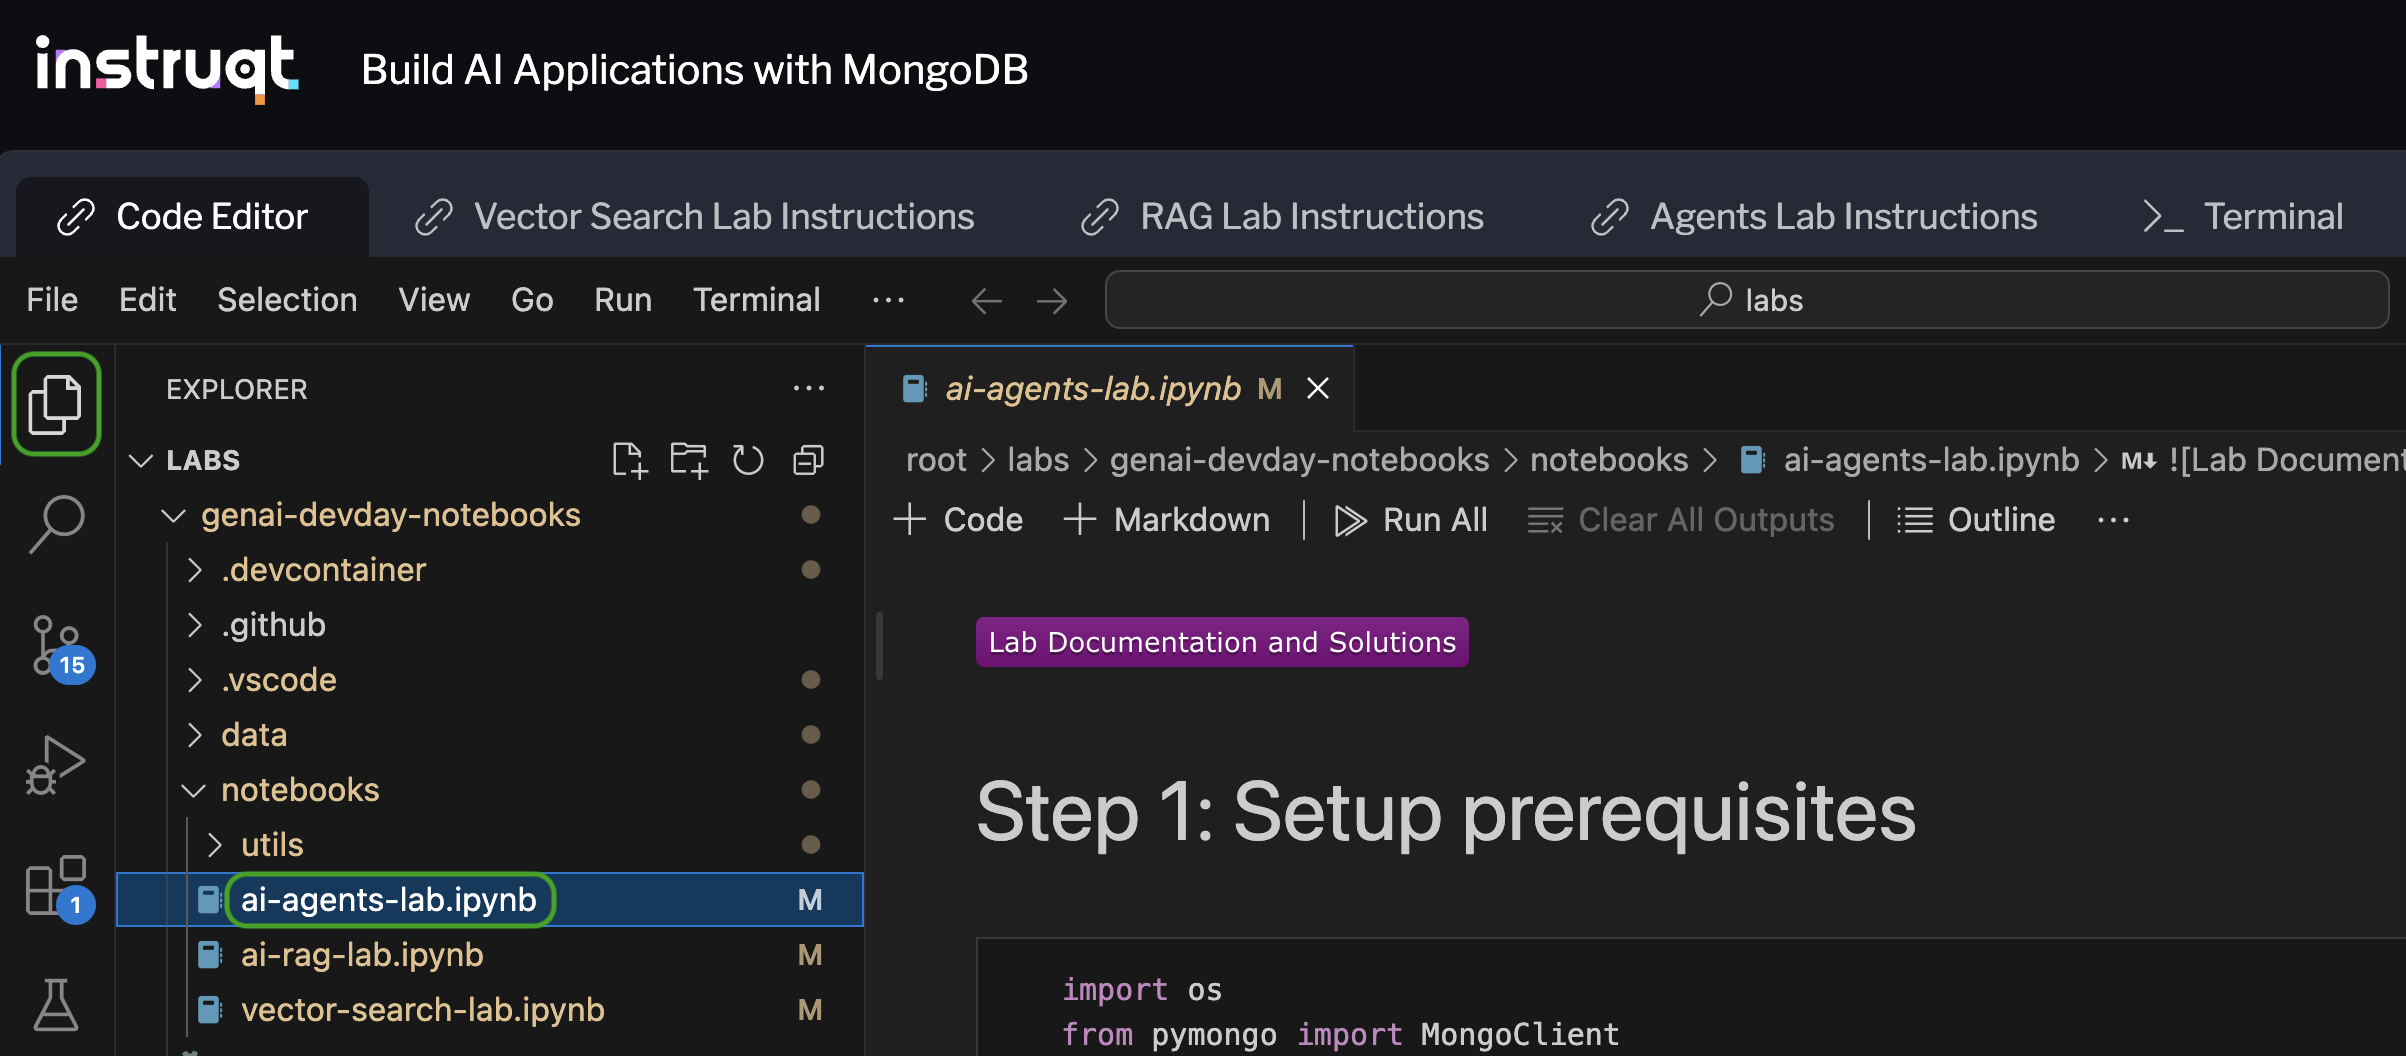 instruqt
Build AI Applications with MongoDB
Code Editor
Vector Search Lab Instructions
RAG Lab Instructions
Agents Lab Instructions
>_ Terminal
File Edit Selection View Go Run Terminal ···
labs
EXPLORER ···
LABS
genai-devday-notebooks
.devcontainer
.github
.vscode
data
notebooks
utils
ai-agents-lab.ipynb M
ai-rag-lab.ipynb M
vector-search-lab.ipynb M
15
1
ai-agents-lab.ipynb M
root > labs > genai-devday-notebooks > notebooks > ai-agents-lab.ipynb > M↓ ![Lab Document
+ Code + Markdown | Run All Clear All Outputs | Outline ···
Lab Documentation and Solutions
Step 1: Setup prerequisites
import os
from pymongo import MongoClient